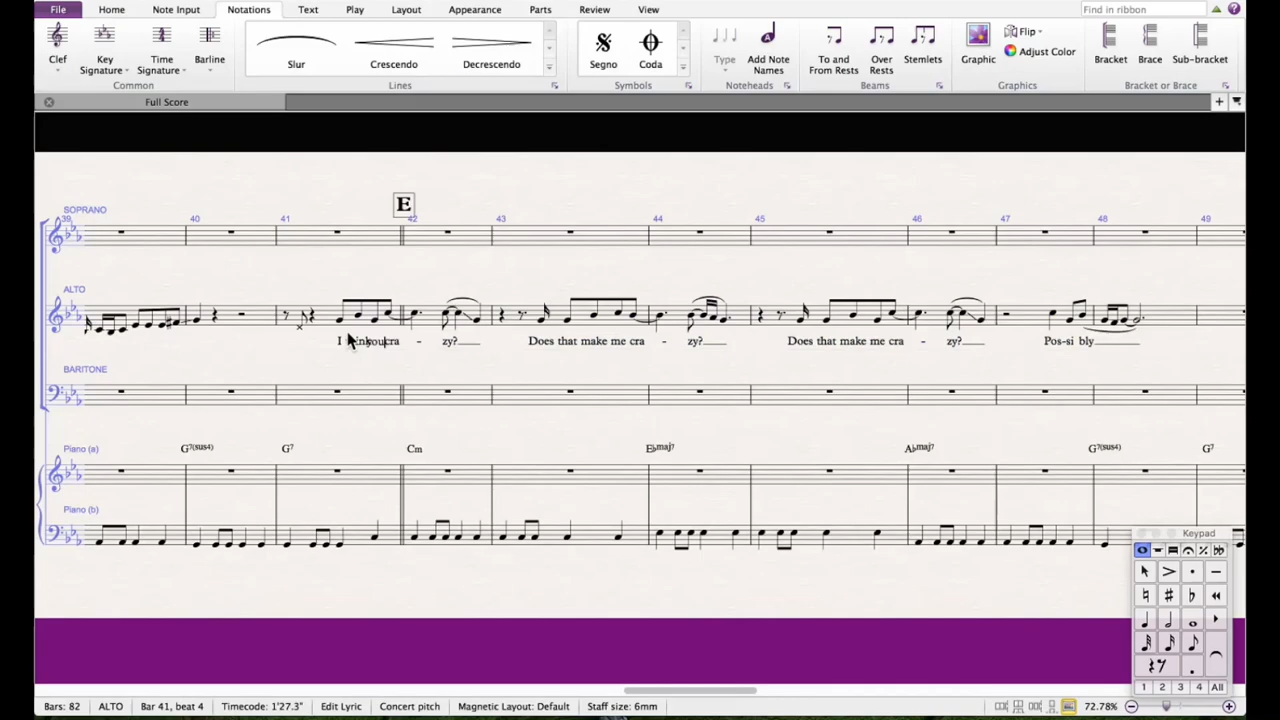 File Home Note Input Notations Text Play Layout Appearance Parts Review View Find in ribbon
Clef Key Signature Time Signature Barline Slur Crescendo Decrescendo Segno Coda Type Add Note Names To and From Rests Over Rests Stemlets Graphic Flip Adjust Color Bracket Brace Sub-bracket
Common Lines Symbols Noteheads Beams Graphics Bracket or Brace
Full Score
E
SOPRANO
39 40 41 42 43 44 45 46 47 48 49
ALTO
I you cra - zy? Does that make me cra - zy? Does that make me cra - zy? Pos-si bly
BARITONE
Piano (a) G7(sus4) G7 Cm E♭maj7 A♭maj7 G7(sus4) G7
Piano (b)
Keypad
1 2 3 4 All
Bars: 82 ALTO Bar 41, beat 4 Timecode: 1'27.3" Edit Lyric Concert pitch Magnetic Layout: Default Staff size: 6mm 72.78%